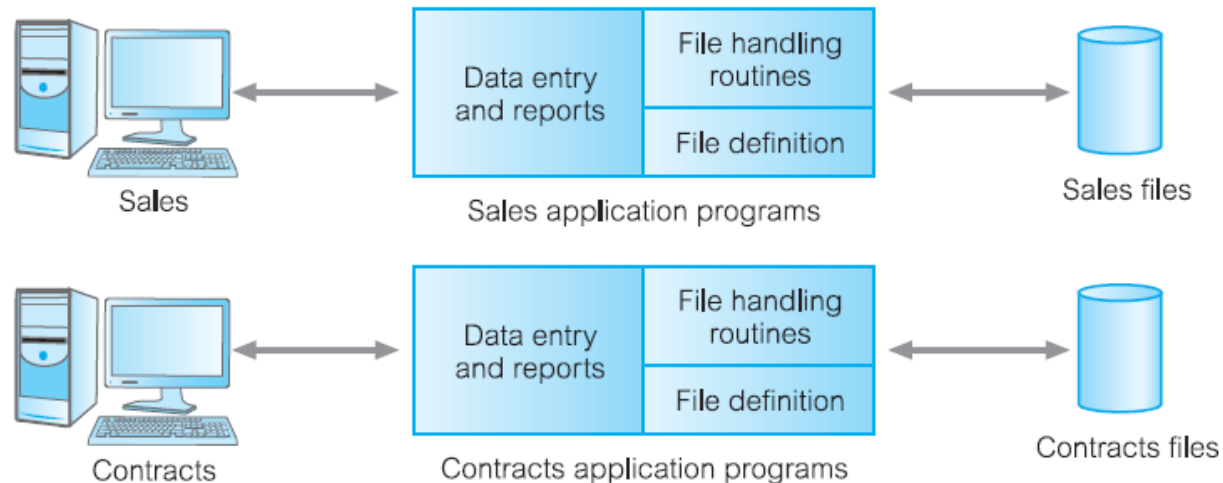 Data entry
and reports
File handling
routines
File definition
Sales
Sales application programs
Sales files
Data entry
and reports
File handling
routines
File definition
Contracts
Contracts application programs
Contracts files